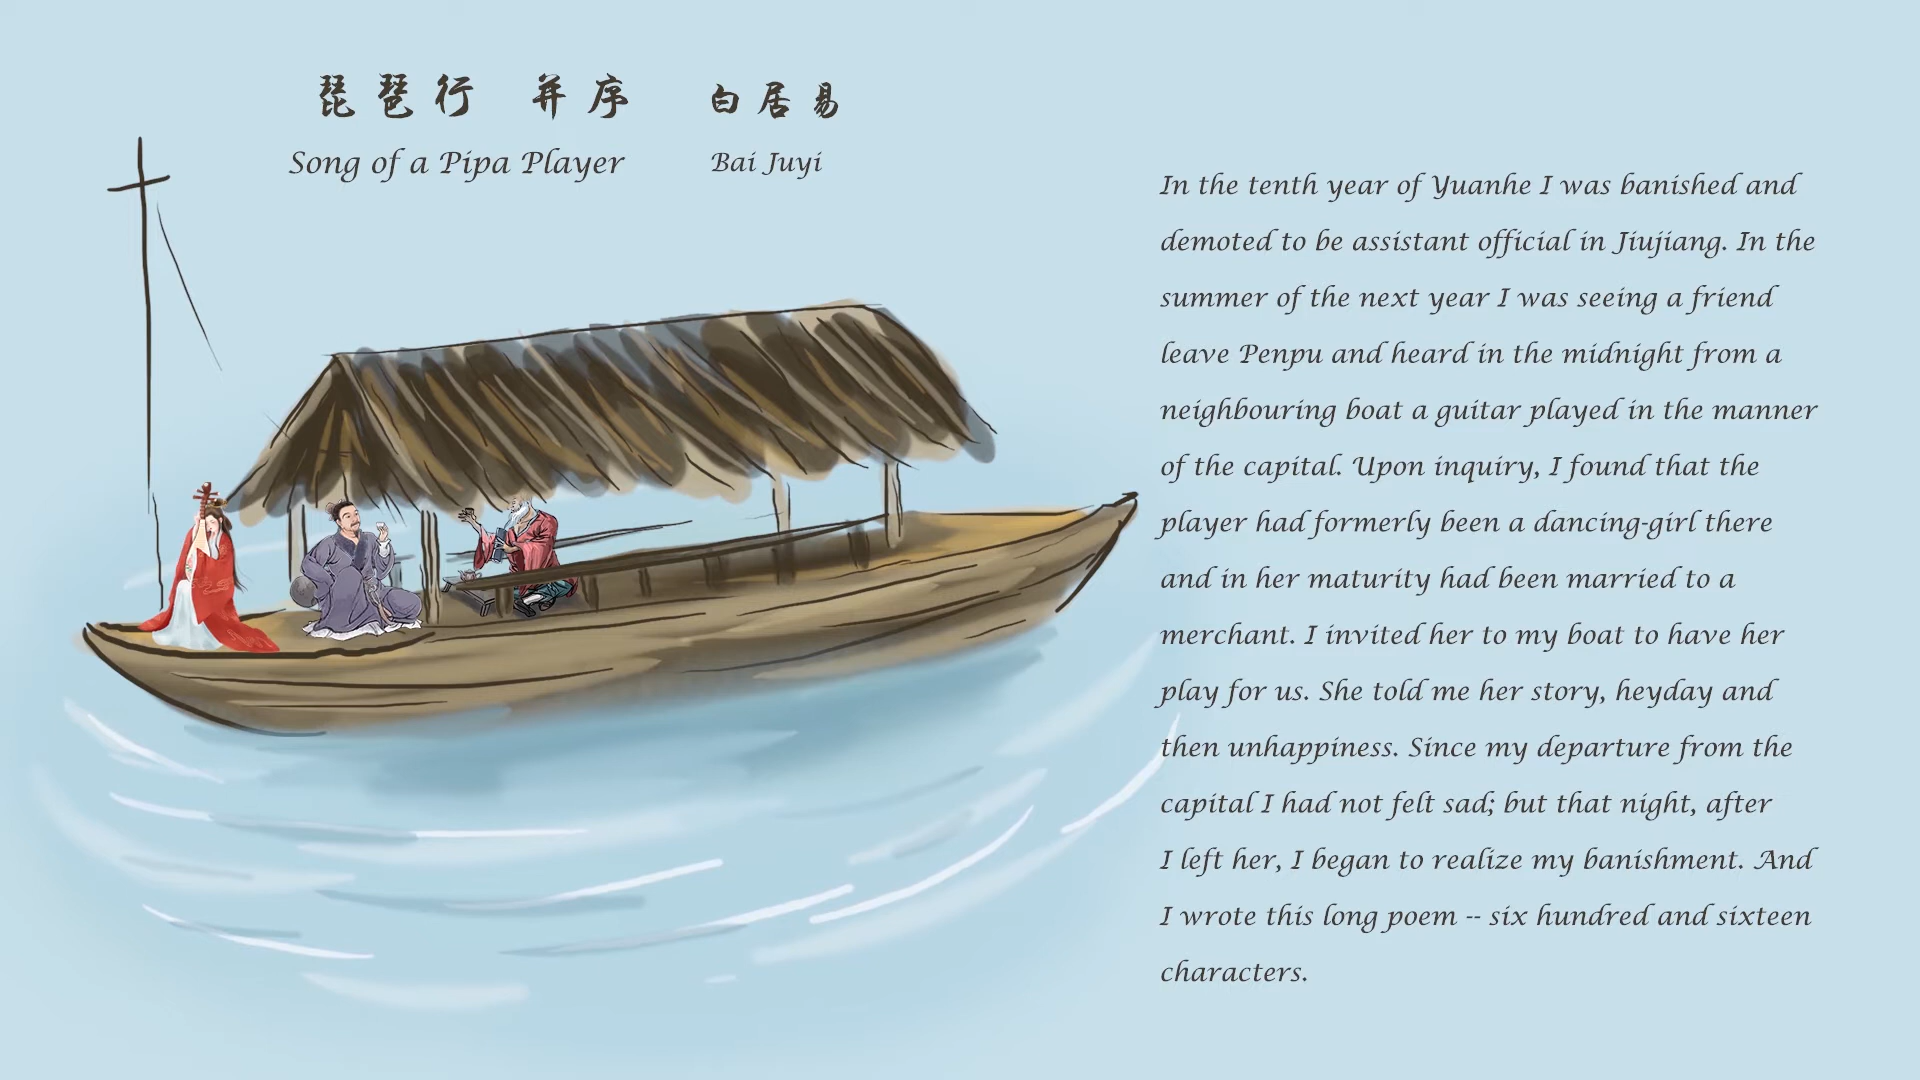 琵琶行 并序 白居易
Song of a Pipa Player Bai Juyi
In the tenth year of Yuanhe I was banished and
demoted to be assistant official in Jiujiang. In the
summer of the next year I was seeing a friend
leave Penpu and heard in the midnight from a
neighbouring boat a guitar played in the manner
of the capital. Upon inquiry, I found that the
player had formerly been a dancing-girl there
and in her maturity had been married to a
merchant. I invited her to my boat to have her
play for us. She told me her story, heyday and
then unhappiness. Since my departure from the
capital I had not felt sad; but that night, after
I left her, I began to realize my banishment. And
I wrote this long poem -- six hundred and sixteen
characters.